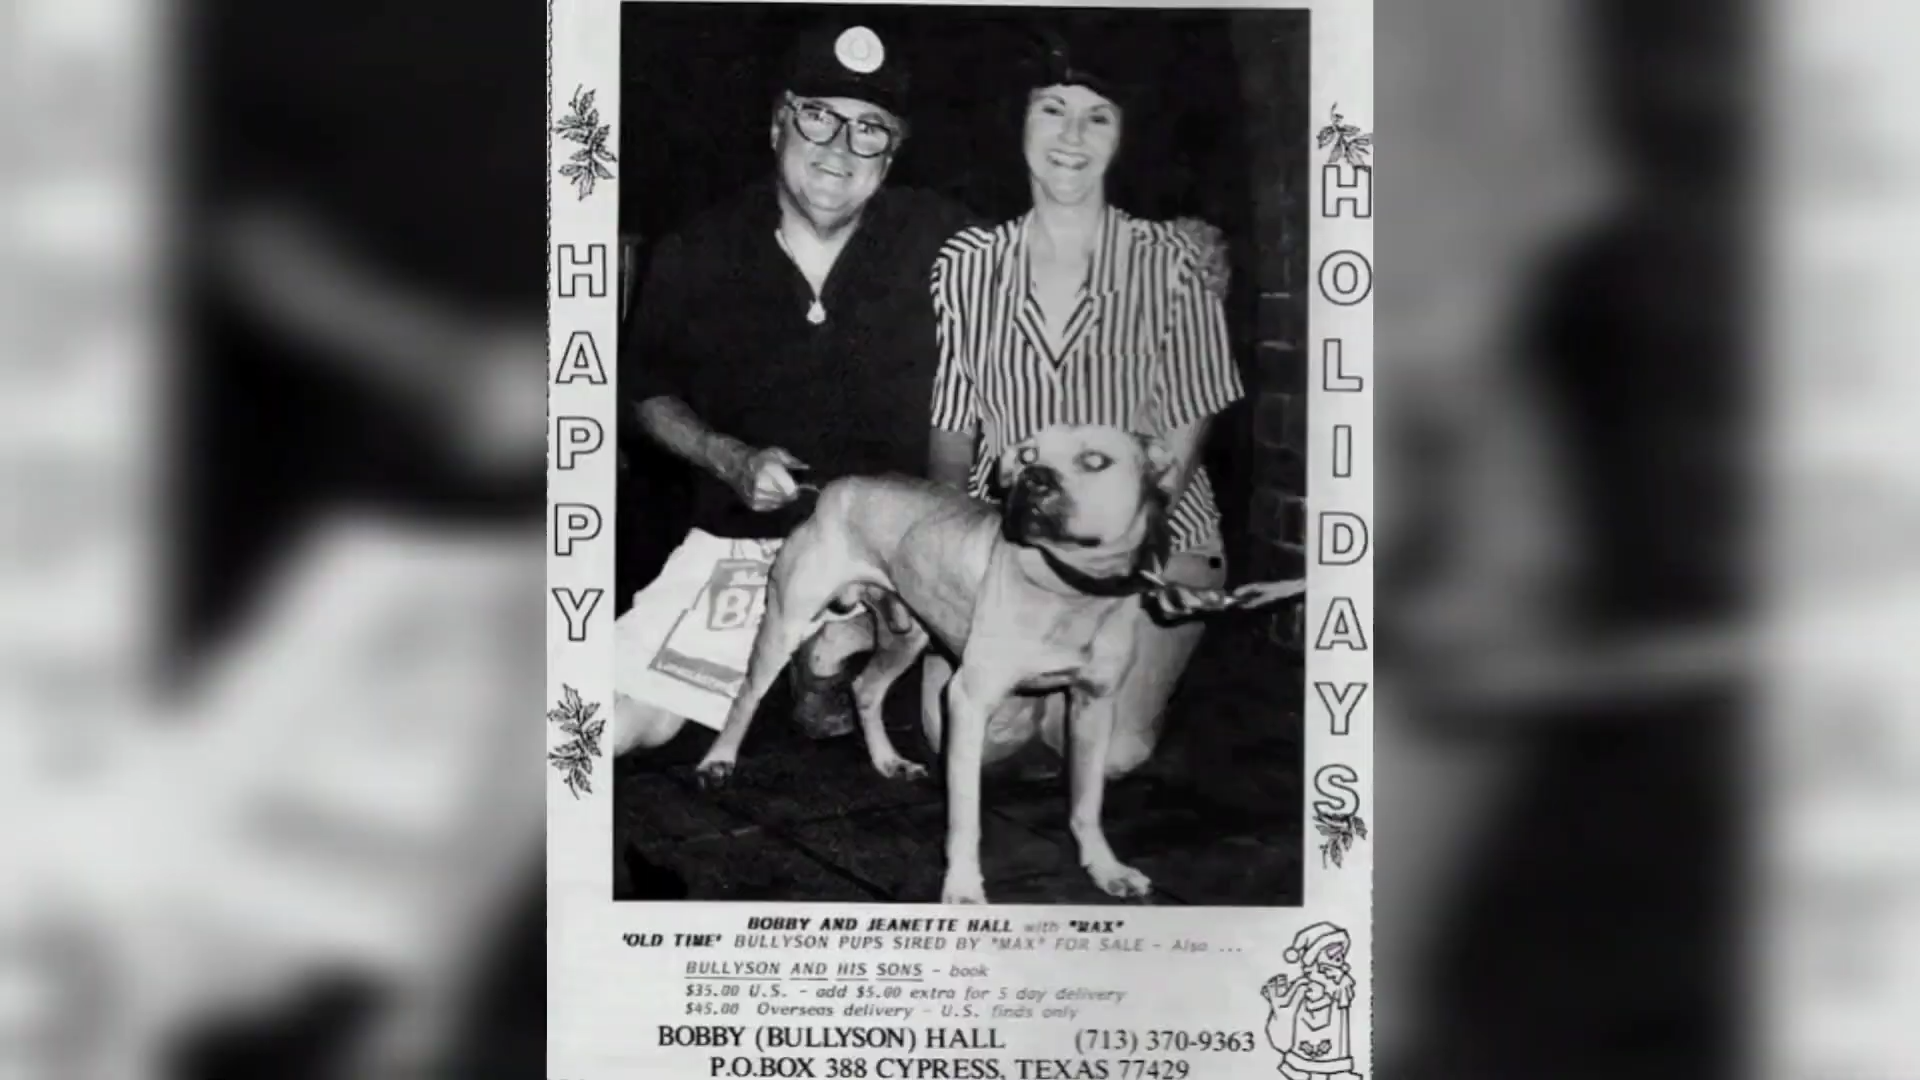 HAPPY
HOLIDAYS
BOBBY AND JEANETTE HALL with "MAX"
'OLD TIME' BULLYSON PUPS SIRED BY "MAX" FOR SALE - Also ...
BULLYSON AND HIS SONS - book
$35.00 U.S. - add $5.00 extra for 5 day delivery
$45.00 Overseas delivery - U.S. finds only
BOBBY (BULLYSON) HALL (713) 370-9363
P.O.BOX 388 CYPRESS, TEXAS 77429